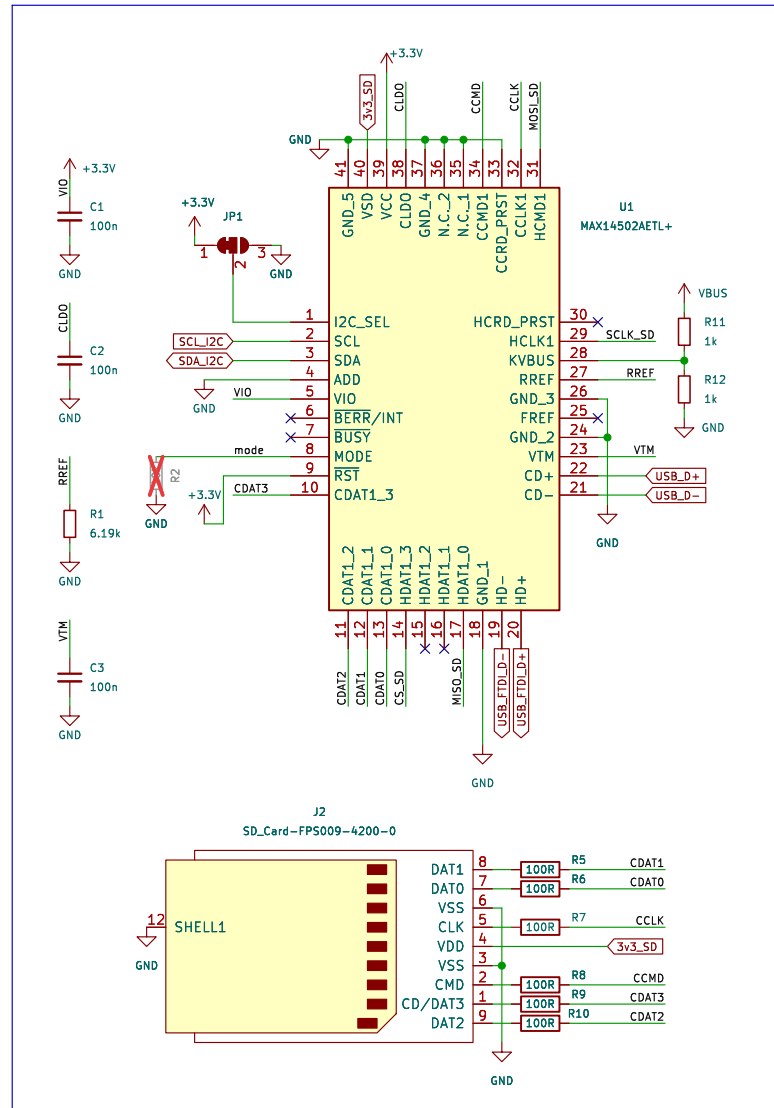 +3.3V
3v3_SD
CLDO
CCMD
CCLK
MOSI_SD
GND
41 40 39 38 37 36 35 34 33 32 31
GND_5 VSD VCC CLDO GND_4 N.C._2 N.C._1 CCMD1 CCRD_PRST CCLK1 HCMD1
U1
MAX14502AETL+
+3.3V
VIO
C1
100n
GND
+3.3V
JP1
1 2 3
GND
CLDO
C2
100n
GND
1 I2C_SEL
SCL_I2C 2 SCL
SDA_I2C 3 SDA
4 ADD
GND
VIO 5 VIO
6 BERR/INT
7 BUSY
mode 8 MODE
9 RST
CDAT3 10 CDAT1_3
R2
GND
+3.3V
HCRD_PRST 30
HCLK1 29 SCLK_SD
KVBUS 28
RREF 27 RREF
GND_3 26
FREF 25
GND_2 24
VTM 23 VTM
CD+ 22 USB_D+
CD- 21 USB_D-
GND
VBUS
R11
1k
R12
1k
GND
RREF
R1
6.19k
GND
VTM
C3
100n
GND
CDAT1_2 CDAT1_1 CDAT1_0 HDAT1_3 HDAT1_2 HDAT1_1 HDAT1_0 GND_1 HD- HD+
11 12 13 14 15 16 17 18 19 20
CDAT2
CDAT1
CDAT0
CS_SD
MISO_SD
USB_FTDI_D-
USB_FTDI_D+
GND
J2
SD_Card-FPS009-4200-0
12 SHELL1
GND
DAT1 8 100R R5 CDAT1
DAT0 7 100R R6 CDAT0
VSS 6
CLK 5 100R R7 CCLK
VDD 4 3v3_SD
VSS 3
CMD 2 100R R8 CCMD
CD/DAT3 1 100R R9 CDAT3
DAT2 9 100R R10 CDAT2
GND